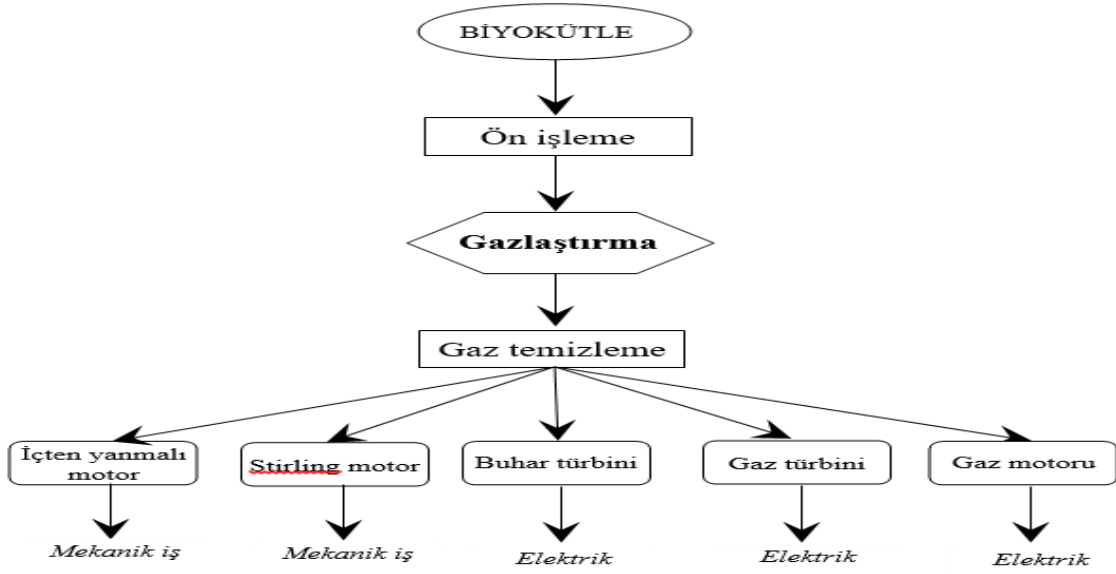 BİYOKÜTLE
Ön işleme
Gazlaştırma
Gaz temizleme
İçten yanmalı
motor
Stirling motor
Buhar türbini
Gaz türbini
Gaz motoru
Mekanik iş
Mekanik iş
Elektrik
Elektrik
Elektrik